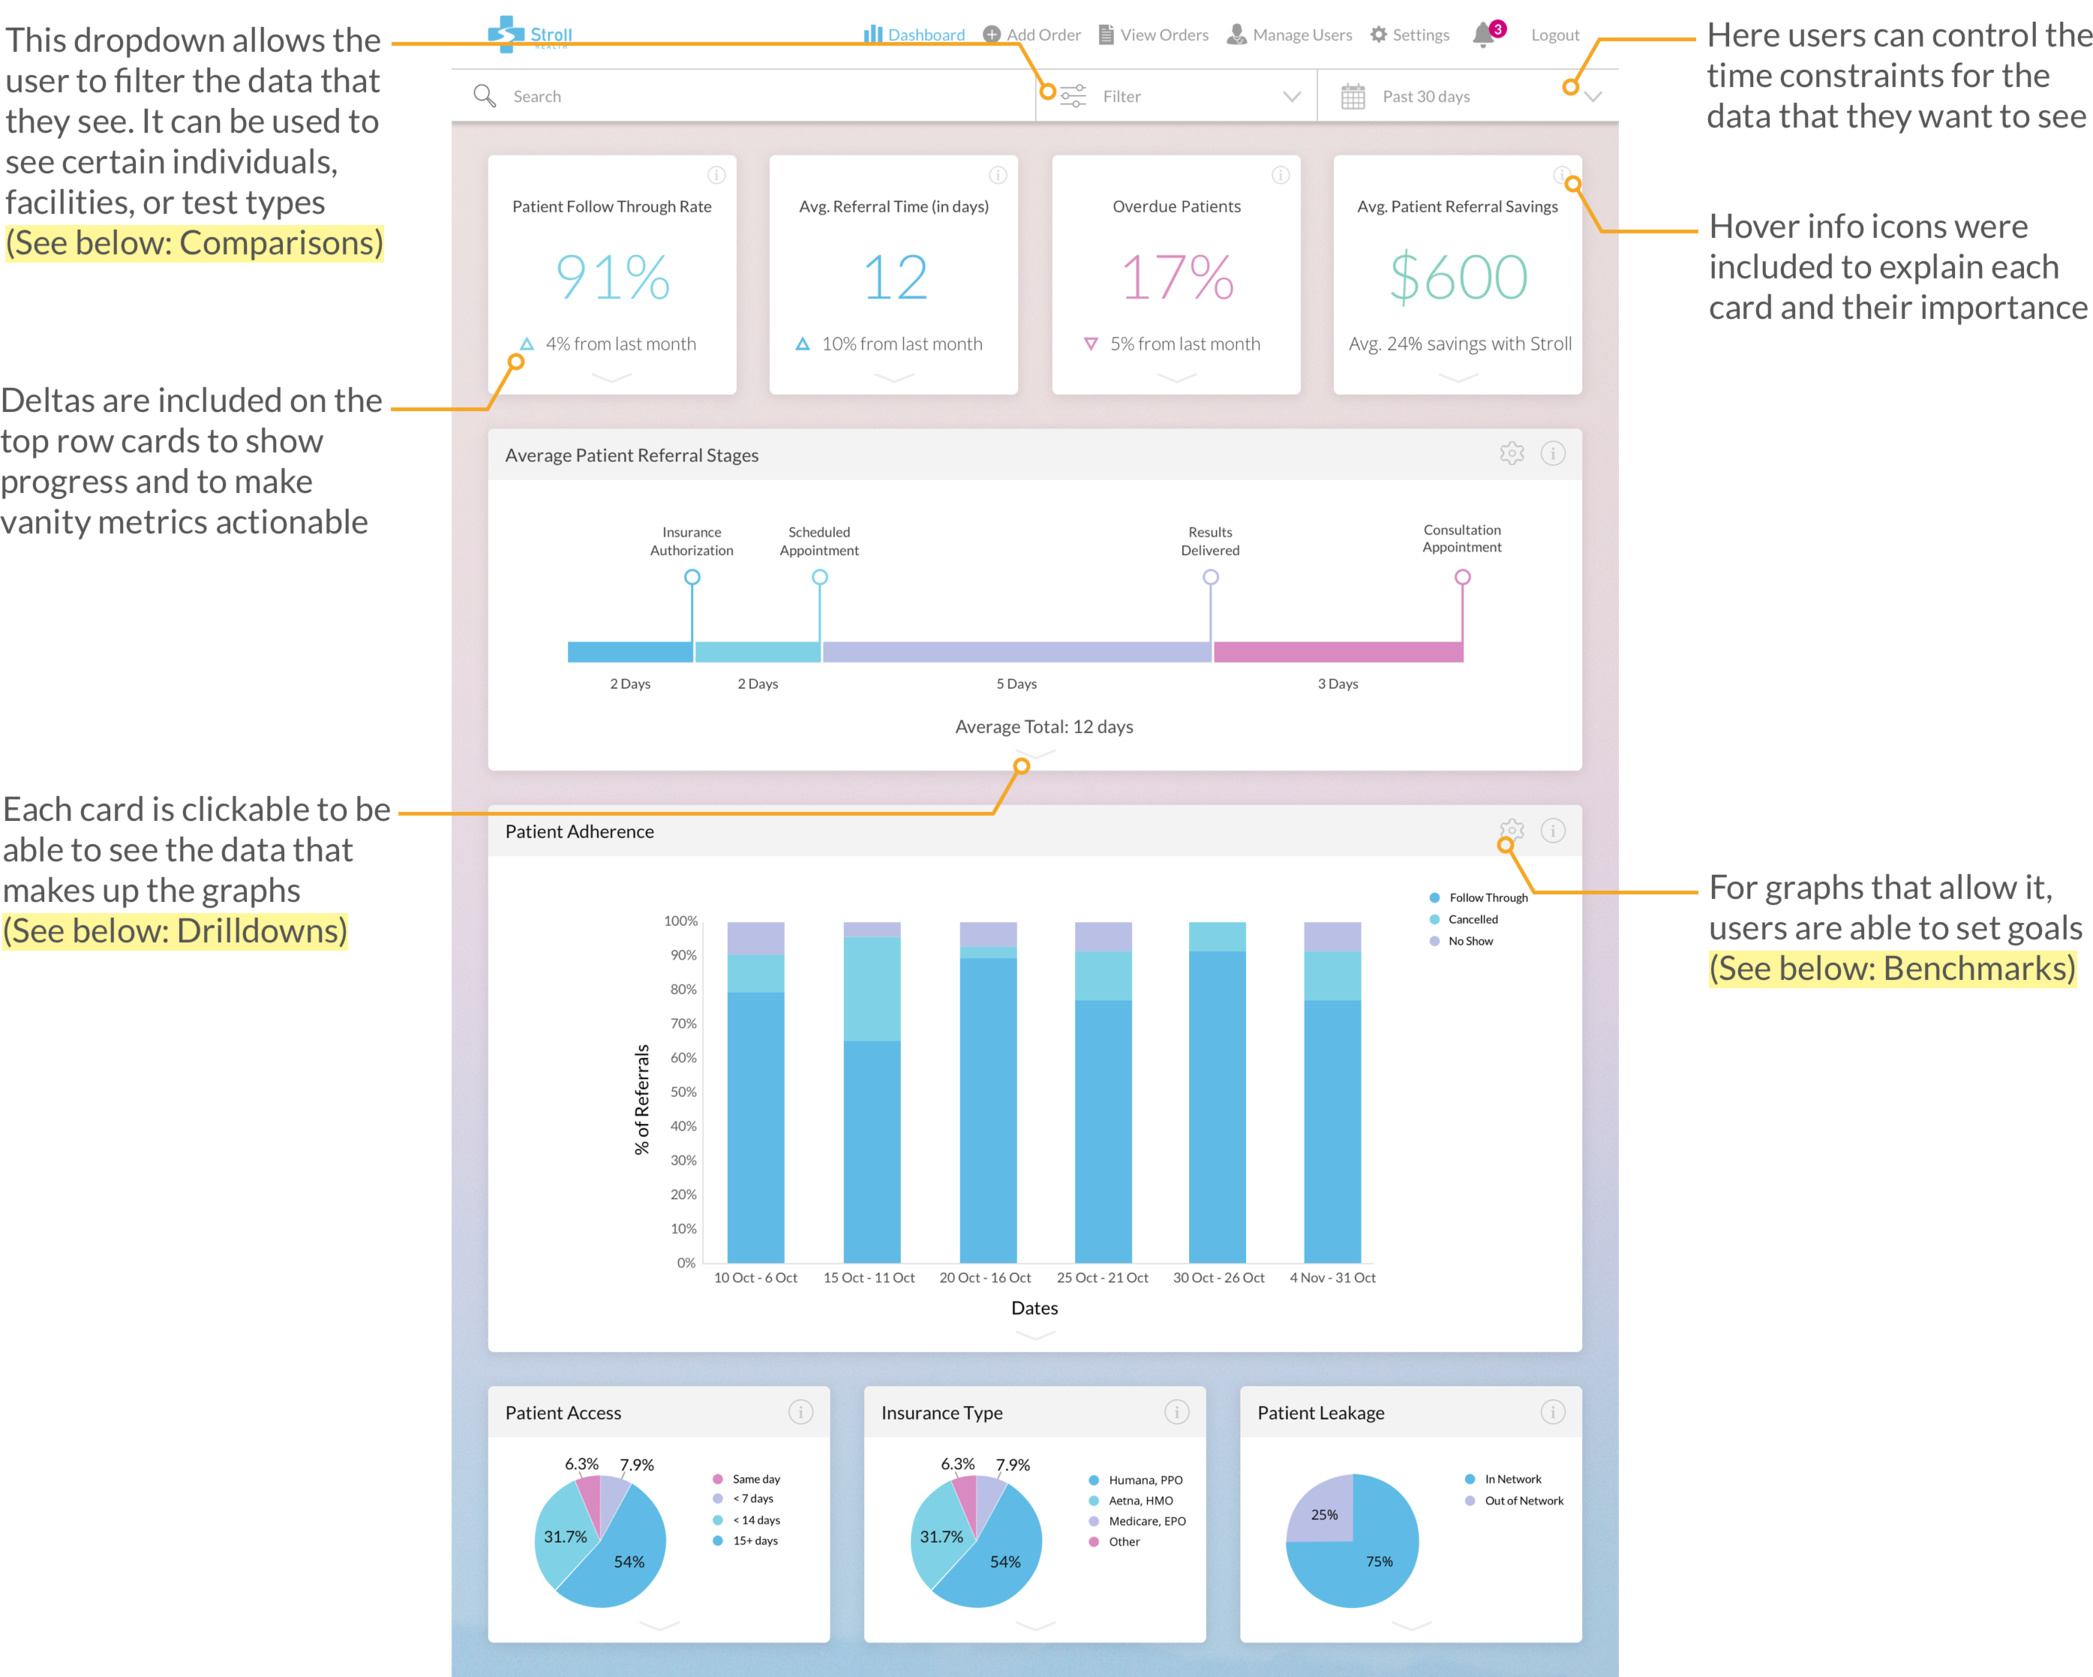 This dropdown allows the
user to filter the data that
they see. It can be used to
see certain individuals,
facilities, or test types
(See below: Comparisons)
Deltas are included on the
top row cards to show
progress and to make
vanity metrics actionable
Each card is clickable to be
able to see the data that
makes up the graphs
(See below: Drilldowns)
Stroll
HEALTH
Dashboard
Add Order
View Orders
Manage Users
Settings
3
Logout
Search
Filter
Past 30 days
Patient Follow Through Rate
91%
4% from last month
Avg. Referral Time (in days)
12
10% from last month
Overdue Patients
17%
5% from last month
Avg. Patient Referral Savings
$600
Avg. 24% savings with Stroll
Average Patient Referral Stages
Insurance
Authorization
Scheduled
Appointment
Results
Delivered
Consultation
Appointment
2 Days
2 Days
5 Days
3 Days
Average Total: 12 days
Patient Adherence
Follow Through
Cancelled
No Show
% of Referrals
100%
90%
80%
70%
60%
50%
40%
30%
20%
10%
0%
10 Oct - 6 Oct
15 Oct - 11 Oct
20 Oct - 16 Oct
25 Oct - 21 Oct
30 Oct - 26 Oct
4 Nov - 31 Oct
Dates
Patient Access
6.3%
7.9%
31.7%
54%
Same day
< 7 days
< 14 days
15+ days
Insurance Type
6.3%
7.9%
31.7%
54%
Humana, PPO
Aetna, HMO
Medicare, EPO
Other
Patient Leakage
25%
75%
In Network
Out of Network
Here users can control the
time constraints for the
data that they want to see
Hover info icons were
included to explain each
card and their importance
For graphs that allow it,
users are able to set goals
(See below: Benchmarks)